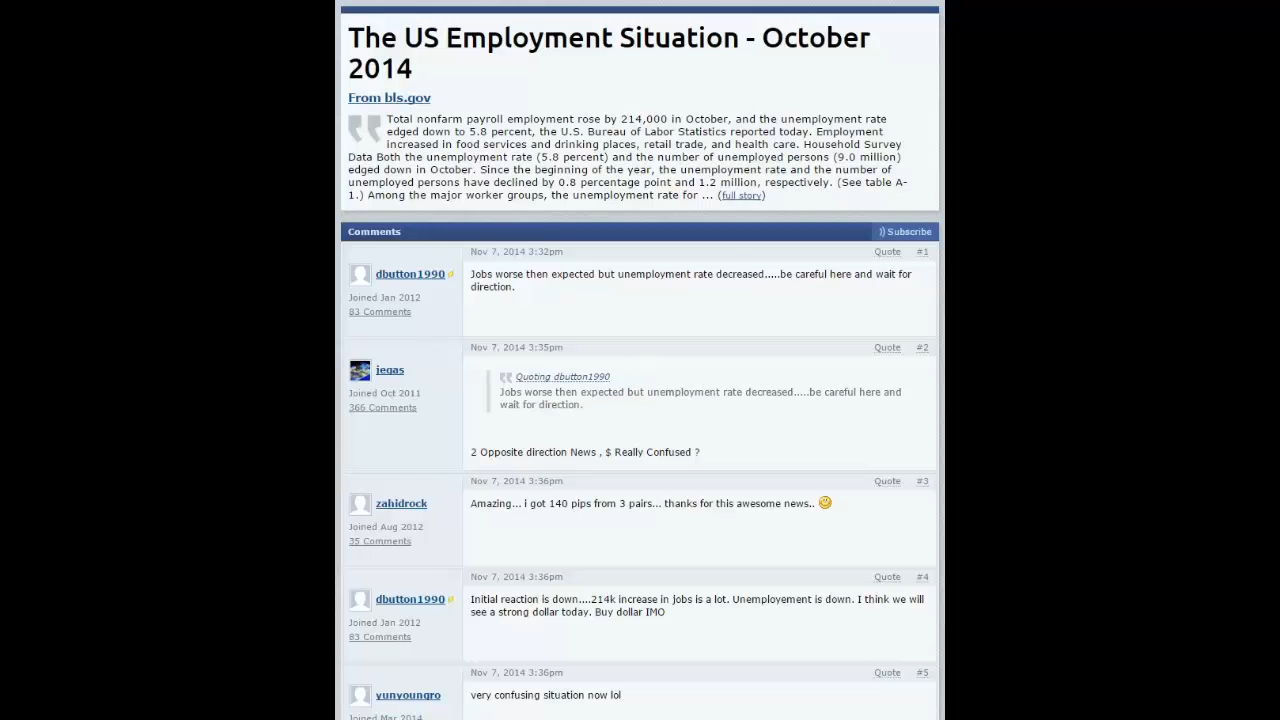 The US Employment Situation - October
2014
From bls.gov
Total nonfarm payroll employment rose by 214,000 in October, and the unemployment rate
edged down to 5.8 percent, the U.S. Bureau of Labor Statistics reported today. Employment
increased in food services and drinking places, retail trade, and health care. Household Survey
Data Both the unemployment rate (5.8 percent) and the number of unemployed persons (9.0 million)
edged down in October. Since the beginning of the year, the unemployment rate and the number of
unemployed persons have declined by 0.8 percentage point and 1.2 million, respectively. (See table A-
1.) Among the major worker groups, the unemployment rate for ... (full story)
Comments Subscribe
Nov 7, 2014 3:32pm Quote #1
dbutton1990
Joined Jan 2012
83 Comments
Jobs worse then expected but unemployment rate decreased.....be careful here and wait for
direction.
Nov 7, 2014 3:35pm Quote #2
jegas
Joined Oct 2011
366 Comments
Quoting dbutton1990
Jobs worse then expected but unemployment rate decreased.....be careful here and
wait for direction.
2 Opposite direction News , $ Really Confused ?
Nov 7, 2014 3:36pm Quote #3
zahidrock
Joined Aug 2012
35 Comments
Amazing... i got 140 pips from 3 pairs... thanks for this awesome news..
Nov 7, 2014 3:36pm Quote #4
dbutton1990
Joined Jan 2012
83 Comments
Initial reaction is down....214k increase in jobs is a lot. Unemployement is down. I think we will
see a strong dollar today. Buy dollar IMO
Nov 7, 2014 3:36pm Quote #5
yunyoungro
Joined Mar 2014
very confusing situation now lol